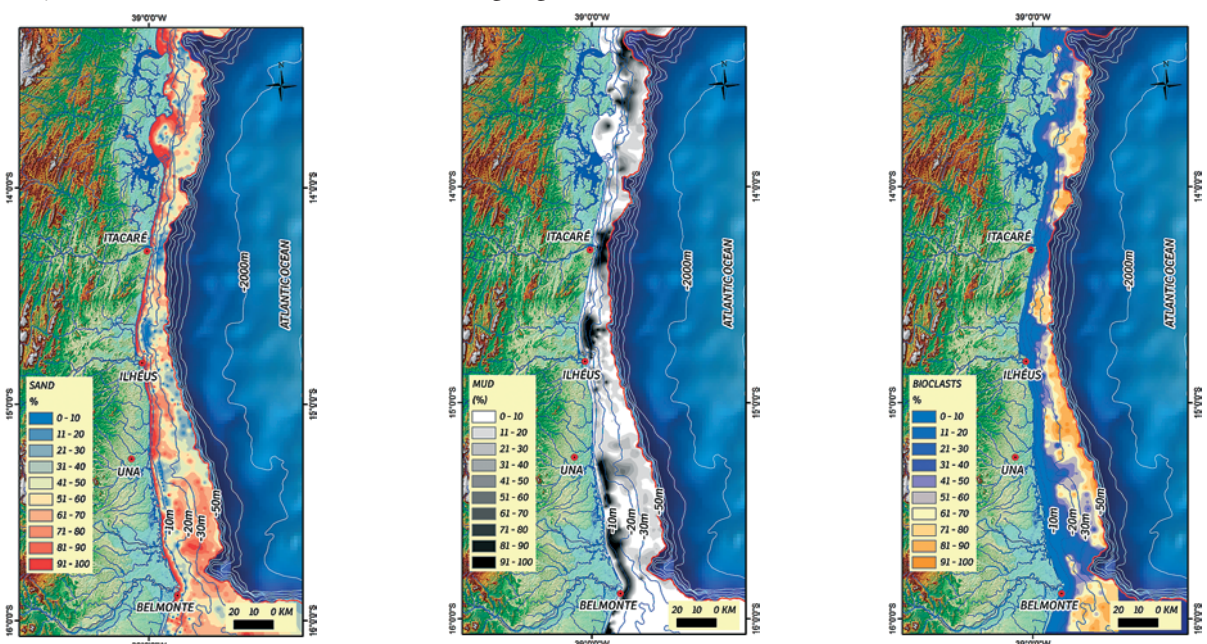 39°0'0"W
14°0'0"S
ITACARÉ
-2000m
ATLANTIC OCEAN
SAND
%
0 - 10
11 - 20
21 - 30
31 - 40
41 - 50
51 - 60
61 - 70
71 - 80
81 - 90
91 - 100
ILHÉUS
15°0'0"S
UNA
-10m
-20m
-30m
-50m
BELMONTE
20 10 0 KM
16°0'0"S
39°0'0"W
14°0'0"S
ITACARÉ
-2000m
ATLANTIC OCEAN
MUD
(%)
0 - 10
11 - 20
21 - 30
31 - 40
41 - 50
51 - 60
61 - 70
71 - 80
81 - 90
91 - 100
ILHÉUS
15°0'0"S
UNA
-10m
-20m
-30m
-50m
BELMONTE
20 10 0 KM
16°0'0"S
39°0'0"W
14°0'0"S
ITACARÉ
-2000m
ATLANTIC OCEAN
BIOCLASTS
%
0 - 10
11 - 20
21 - 30
31 - 40
41 - 50
51 - 60
61 - 70
71 - 80
81 - 90
91 - 100
ILHÉUS
15°0'0"S
UNA
-10m
-20m
-30m
-50m
BELMONTE
20 10 0 KM
16°0'0"S